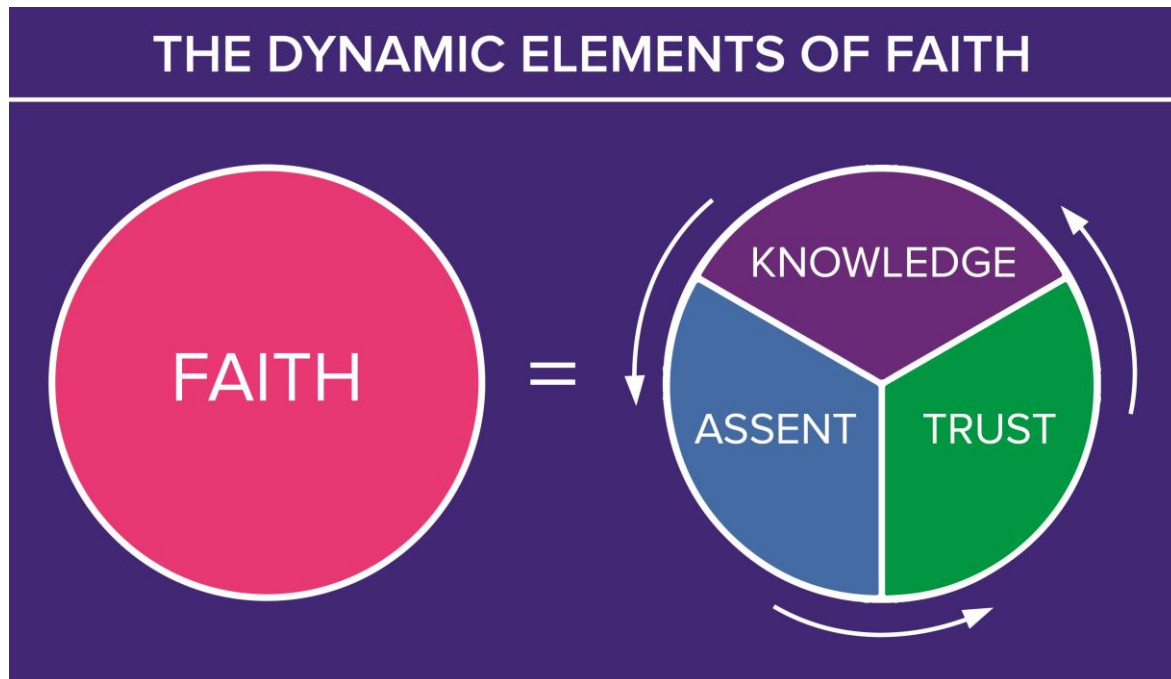 THE DYNAMIC ELEMENTS OF FAITH
FAITH
=
KNOWLEDGE
ASSENT
TRUST